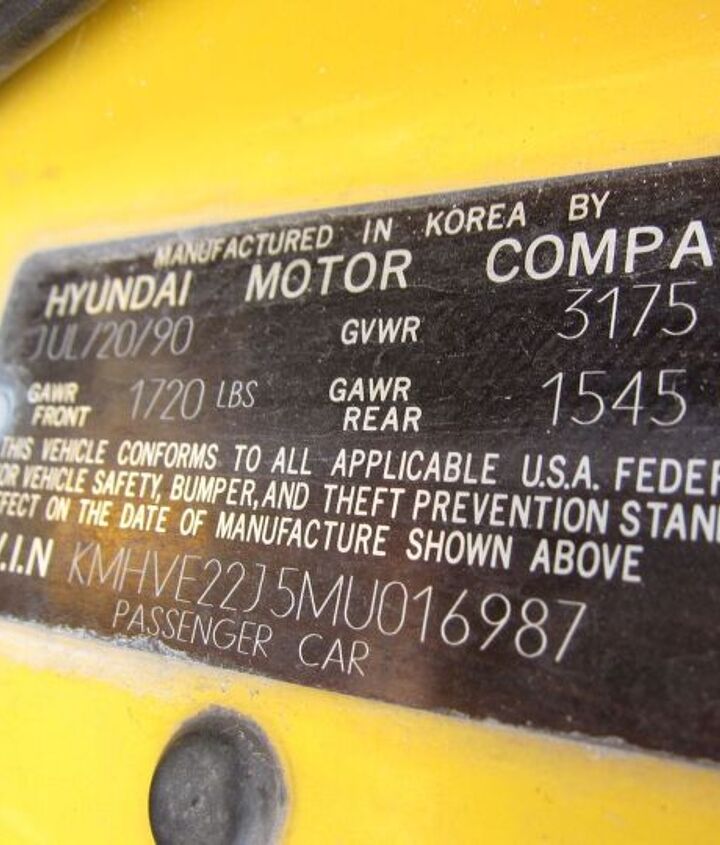 MANUFACTURED IN KOREA BY
HYUNDAI MOTOR COMPA
JUL/20/90 GVWR 3175
GAWR FRONT 1720 LBS GAWR REAR 1545
THIS VEHICLE CONFORMS TO ALL APPLICABLE U.S.A. FEDER
OR VEHICLE SAFETY, BUMPER, AND THEFT PREVENTION STAN
FFECT ON THE DATE OF MANUFACTURE SHOWN ABOVE
.I.N KMHVE22J5MU016987
PASSENGER CAR